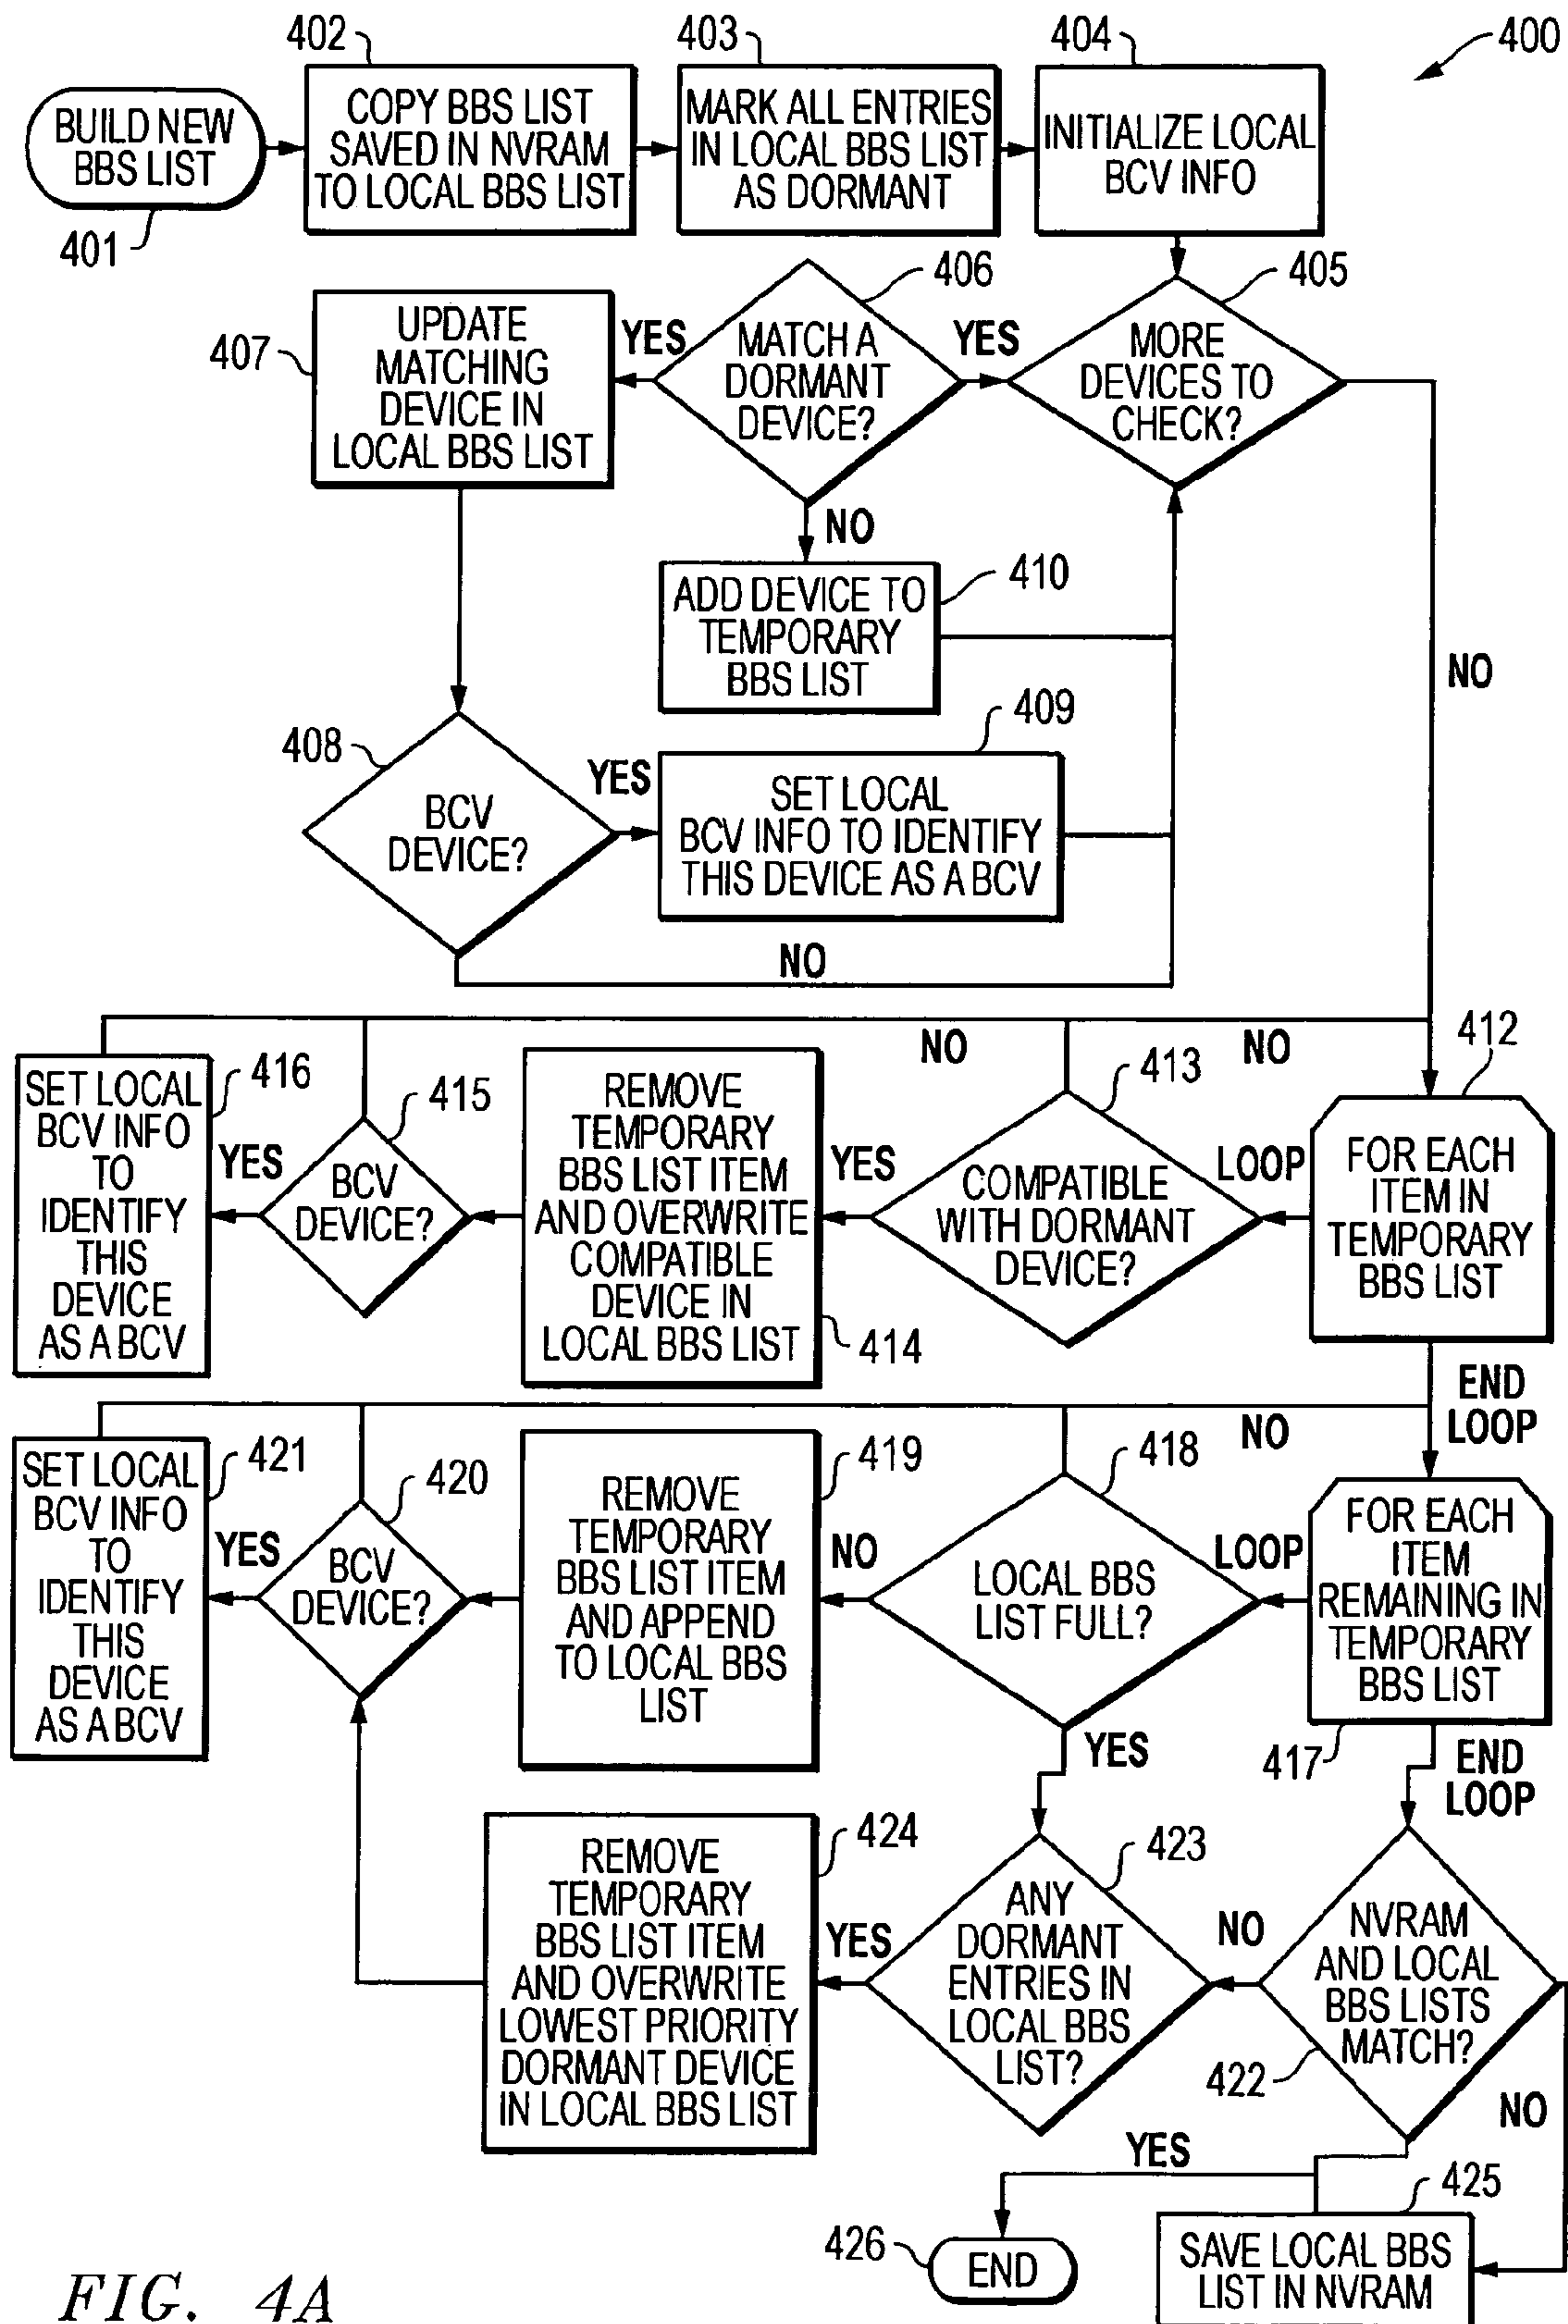 402
403
404
400
BUILD NEW
BBS LIST
401
COPY BBS LIST
SAVED IN NVRAM
TO LOCAL BBS LIST
MARK ALL ENTRIES
IN LOCAL BBS LIST
AS DORMANT
INITIALIZE LOCAL
BCV INFO
406
405
407
UPDATE
MATCHING
DEVICE IN
LOCAL BBS LIST
YES
MATCH A
DORMANT
DEVICE?
YES
MORE
DEVICES TO
CHECK?
NO
410
ADD DEVICE TO
TEMPORARY
BBS LIST
NO
409
408
BCV
DEVICE?
YES
SET LOCAL
BCV INFO TO IDENTIFY
THIS DEVICE AS A BCV
NO
412
NO
NO
416
SET LOCAL
BCV INFO
TO
IDENTIFY
THIS
DEVICE
AS A BCV
415
YES
BCV
DEVICE?
REMOVE
TEMPORARY
BBS LIST ITEM
AND OVERWRITE
COMPATIBLE
DEVICE IN
LOCAL BBS LIST
414
413
YES
COMPATIBLE
WITH DORMANT
DEVICE?
LOOP
FOR EACH
ITEM IN
TEMPORARY
BBS LIST
END
LOOP
NO
421
SET LOCAL
BCV INFO
TO
IDENTIFY
THIS
DEVICE
AS A BCV
420
YES
BCV
DEVICE?
419
REMOVE
TEMPORARY
BBS LIST ITEM
AND APPEND
TO LOCAL BBS
LIST
418
NO
LOCAL BBS
LIST FULL?
LOOP
FOR EACH
ITEM
REMAINING IN
TEMPORARY
BBS LIST
417
YES
END
LOOP
424
REMOVE
TEMPORARY
BBS LIST ITEM
AND OVERWRITE
LOWEST PRIORITY
DORMANT DEVICE
IN LOCAL BBS LIST
423
YES
ANY
DORMANT
ENTRIES IN
LOCAL BBS
LIST?
NO
NVRAM
AND LOCAL
BBS LISTS
MATCH?
422
NO
YES
425
426
END
SAVE LOCAL BBS
LIST IN NVRAM
FIG. 4A